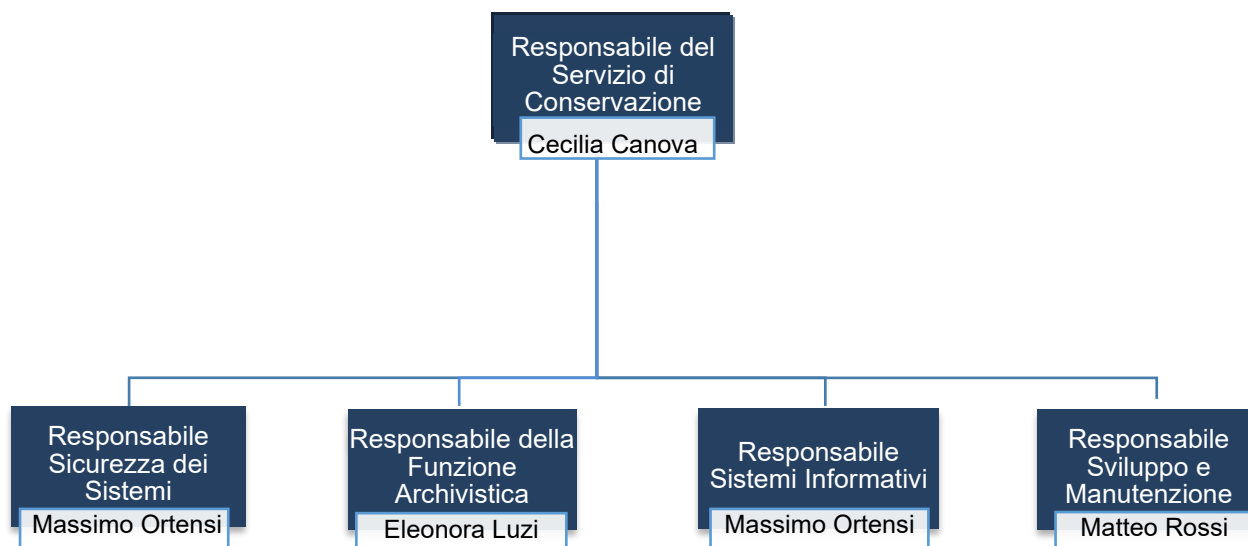 Responsabile del
Servizio di
Conservazione
Cecilia Canova
Responsabile
Sicurezza dei
Sistemi
Massimo Ortensi
Responsabile della
Funzione
Archivistica
Eleonora Luzi
Responsabile
Sistemi Informativi
Massimo Ortensi
Responsabile
Sviluppo e
Manutenzione
Matteo Rossi